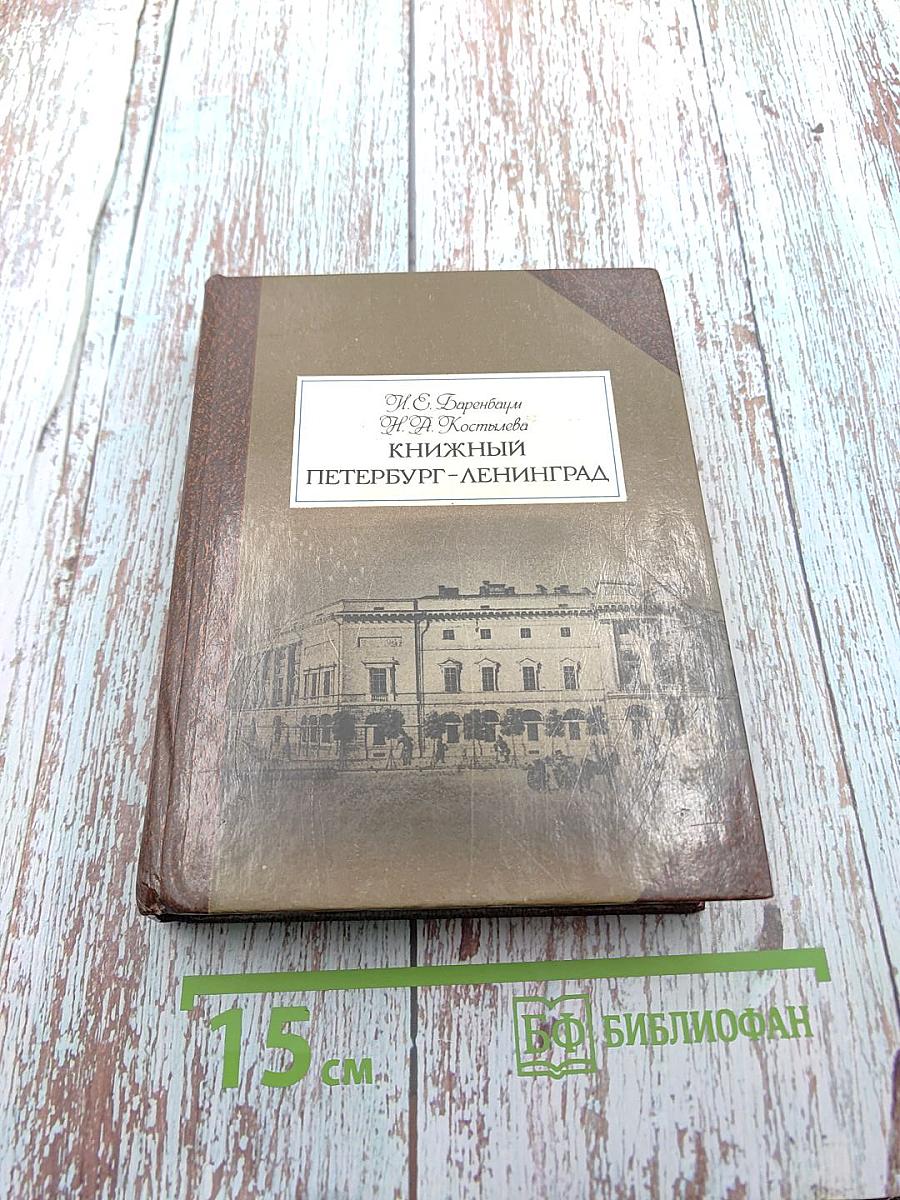 И. Е. Баренбаум
Н. А. Костылева
КНИЖНЫЙ
ПЕТЕРБУРГ–ЛЕНИНГРАД
15 см
БФ БИБЛИОФАН